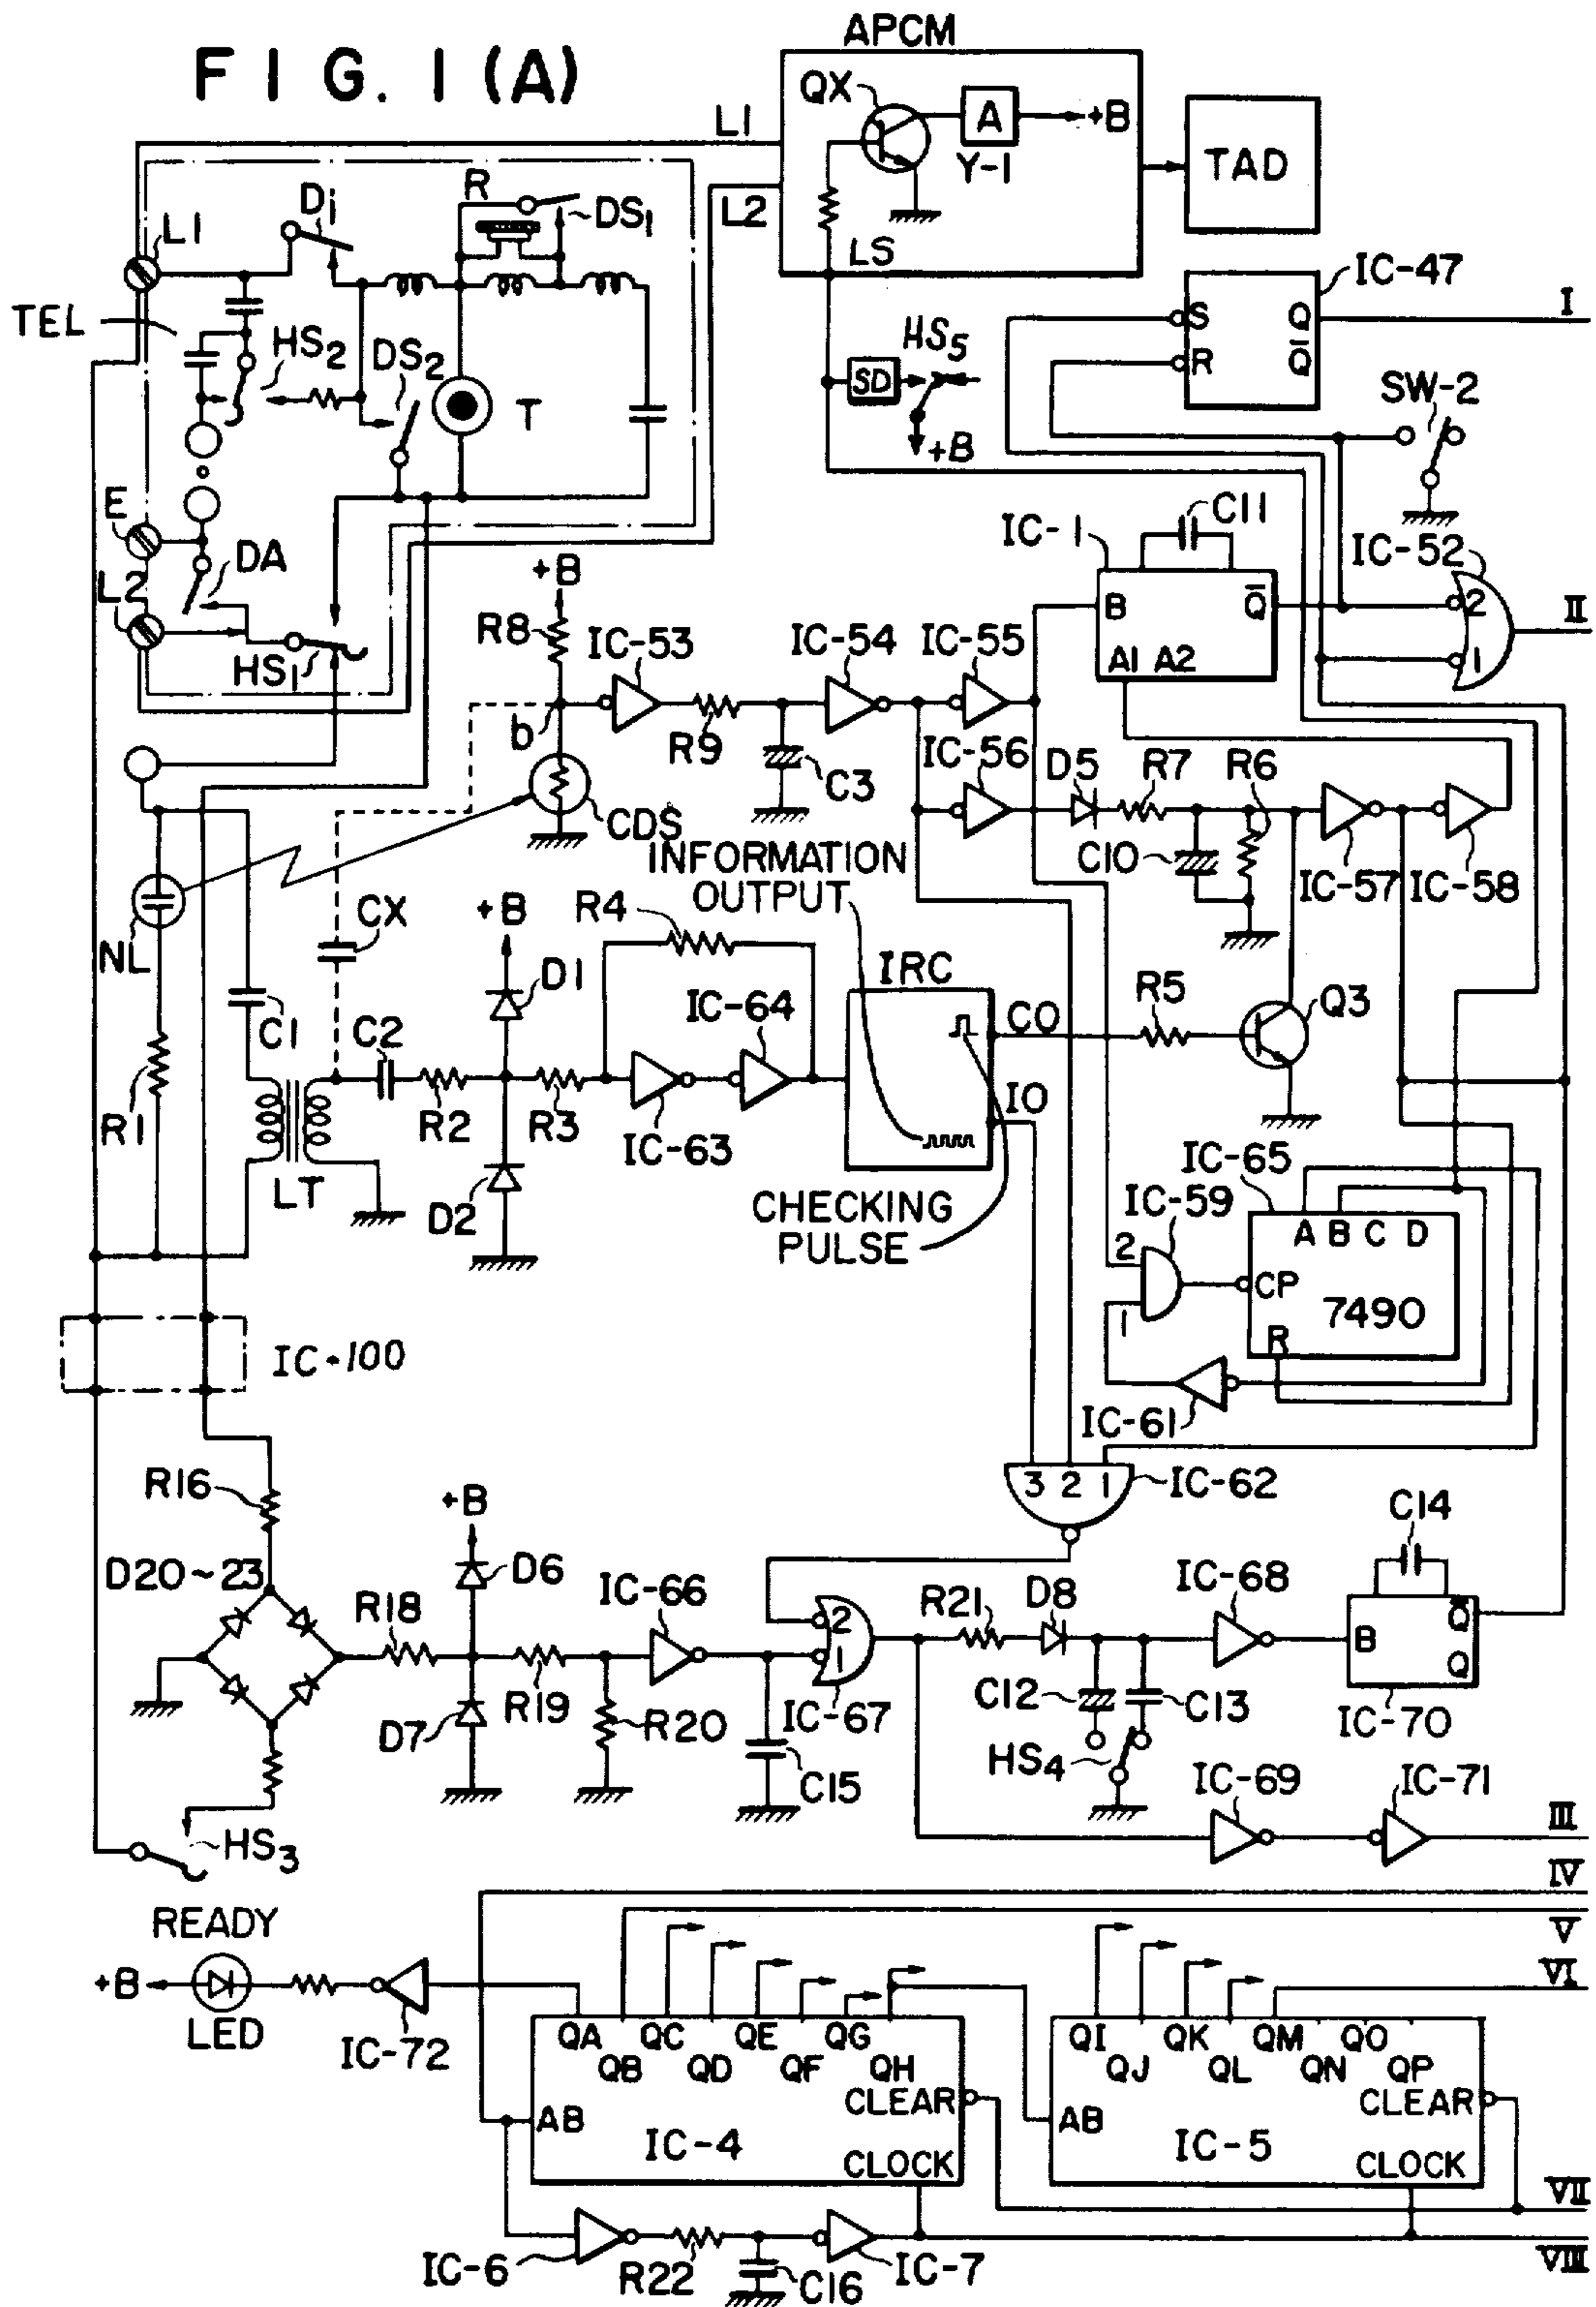 FIG. 1 (A)
APCM
QX
A
+B
Y-1
TAD
L1
L2
LS
R
Di
DS1
L1
TEL
HS2
DS2
T
E
DA
L2
HS1
SD
HS5
+B
IC-47
S Q
R Q̅
I
SW-2
IC-1
C11
B Q̅
A1 A2
IC-52
2
1
II
+B
R8
IC-53
IC-54
IC-55
b
R9
C3
IC-56
D5
R7
R6
CDS
C10
IC-57
IC-58
INFORMATION
OUTPUT
NL
CX
+B
R4
D1
IC-64
IRC
CO
R5
Q3
C1
C2
R1
R2
R3
IC-63
IO
LT
D2
CHECKING
PULSE
IC-65
IC-59
2
1
A B C D
CP
7490
R
IC-61
IC-100
3 2 1
IC-62
R16
D20~23
+B
D6
R18
IC-66
D7
R19
R20
2
1
IC-67
C15
R21
D8
IC-68
C14
B Q̅
Q
IC-70
C12
C13
HS4
IC-69
IC-71
III
HS3
IV
READY
V
+B
LED
VI
IC-72
QA QC QE QG
QB QD QF QH
CLEAR
AB
IC-4
CLOCK
QI QK QM QO
QJ QL QN QP
CLEAR
AB
IC-5
CLOCK
VII
IC-6
R22
C16
IC-7
VIII